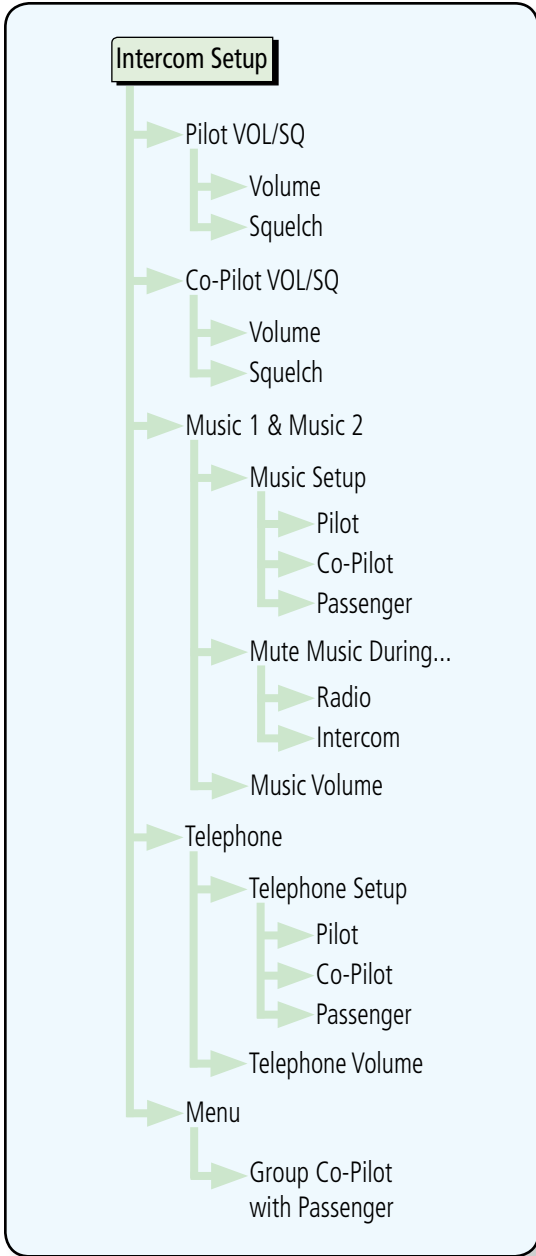 Intercom Setup
Pilot VOL/SQ
Volume
Squelch
Co-Pilot VOL/SQ
Volume
Squelch
Music 1 & Music 2
Music Setup
Pilot
Co-Pilot
Passenger
Mute Music During...
Radio
Intercom
Music Volume
Telephone
Telephone Setup
Pilot
Co-Pilot
Passenger
Telephone Volume
Menu
Group Co-Pilot
with Passenger